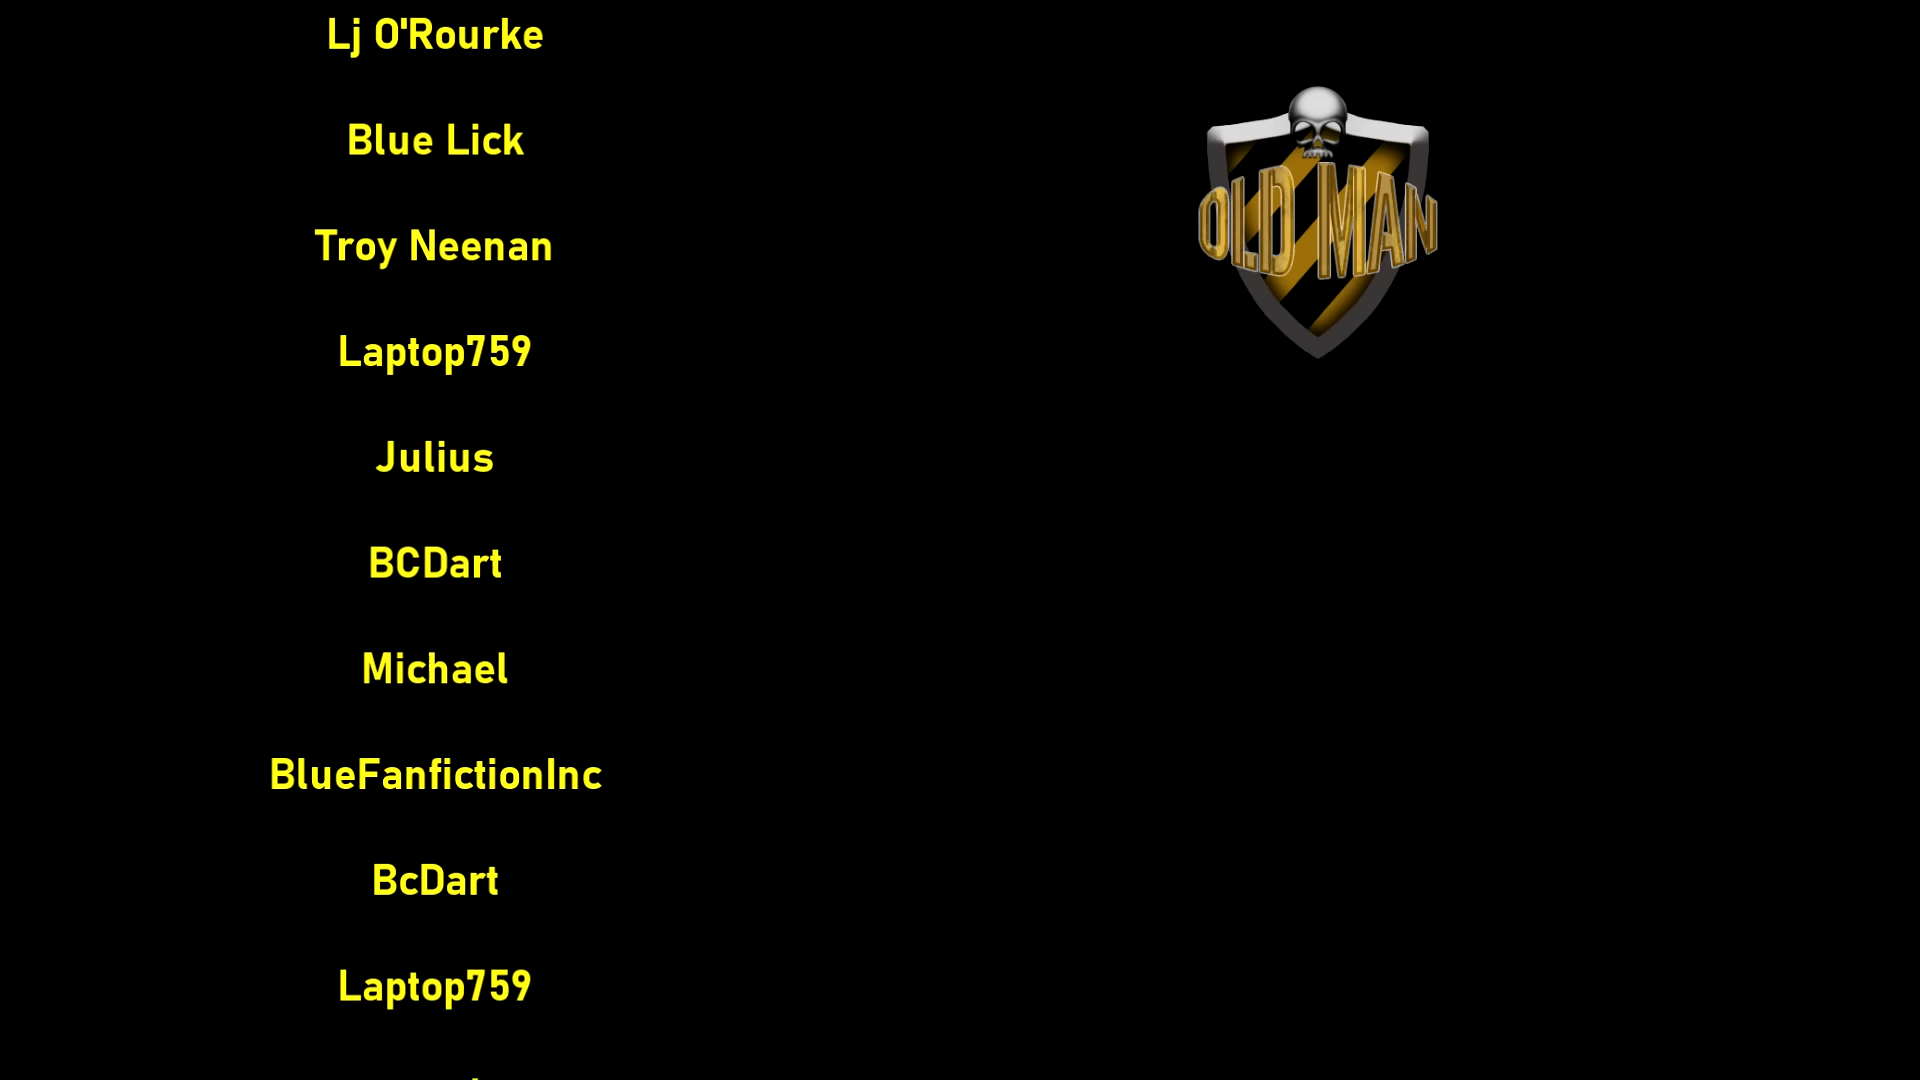 Lj O'Rourke
Blue Lick
Troy Neenan
Laptop759
Julius
BCDart
Michael
BlueFanfictionInc
BcDart
Laptop759
OLD MAN